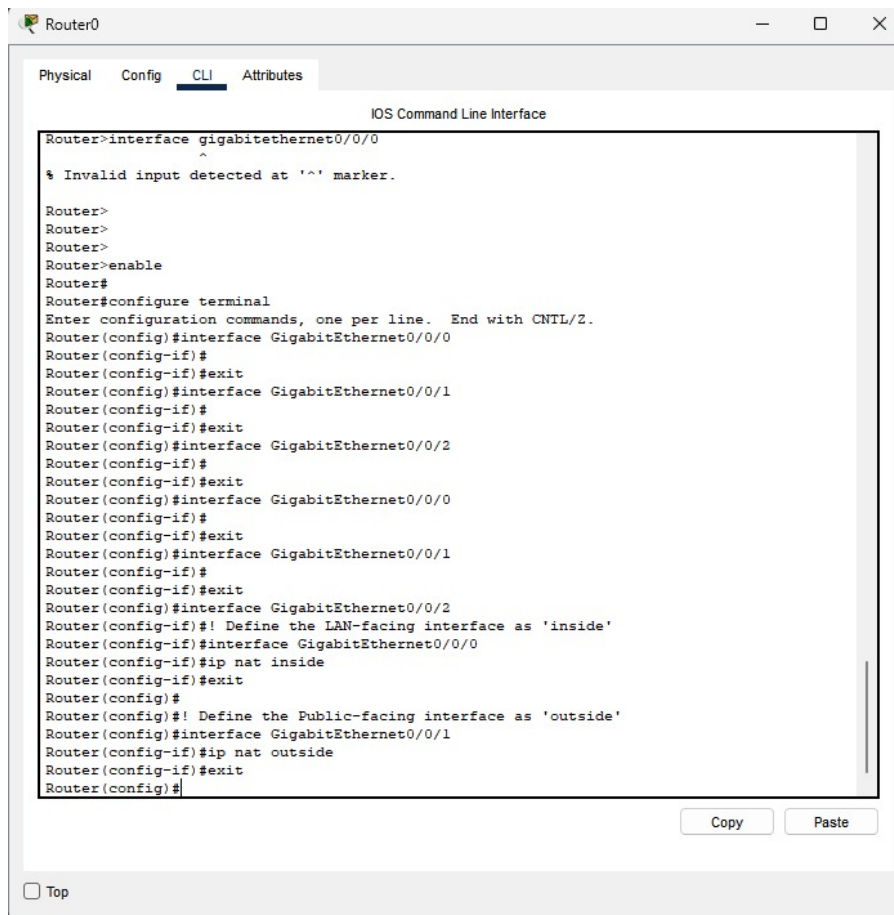 Router0
Physical Config CLI Attributes
IOS Command Line Interface
Router>interface gigabitethernet0/0/0
^
% Invalid input detected at '^' marker.
Router>
Router>
Router>
Router>enable
Router#
Router#configure terminal
Enter configuration commands, one per line.  End with CNTL/Z.
Router(config)#interface GigabitEthernet0/0/0
Router(config-if)#
Router(config-if)#exit
Router(config)#interface GigabitEthernet0/0/1
Router(config-if)#
Router(config-if)#exit
Router(config)#interface GigabitEthernet0/0/2
Router(config-if)#
Router(config-if)#exit
Router(config)#interface GigabitEthernet0/0/0
Router(config-if)#
Router(config-if)#exit
Router(config)#interface GigabitEthernet0/0/1
Router(config-if)#
Router(config-if)#exit
Router(config)#interface GigabitEthernet0/0/2
Router(config-if)#! Define the LAN-facing interface as 'inside'
Router(config-if)#interface GigabitEthernet0/0/0
Router(config-if)#ip nat inside
Router(config-if)#exit
Router(config)#
Router(config)#! Define the Public-facing interface as 'outside'
Router(config)#interface GigabitEthernet0/0/1
Router(config-if)#ip nat outside
Router(config-if)#exit
Router(config)#
Copy Paste
Top